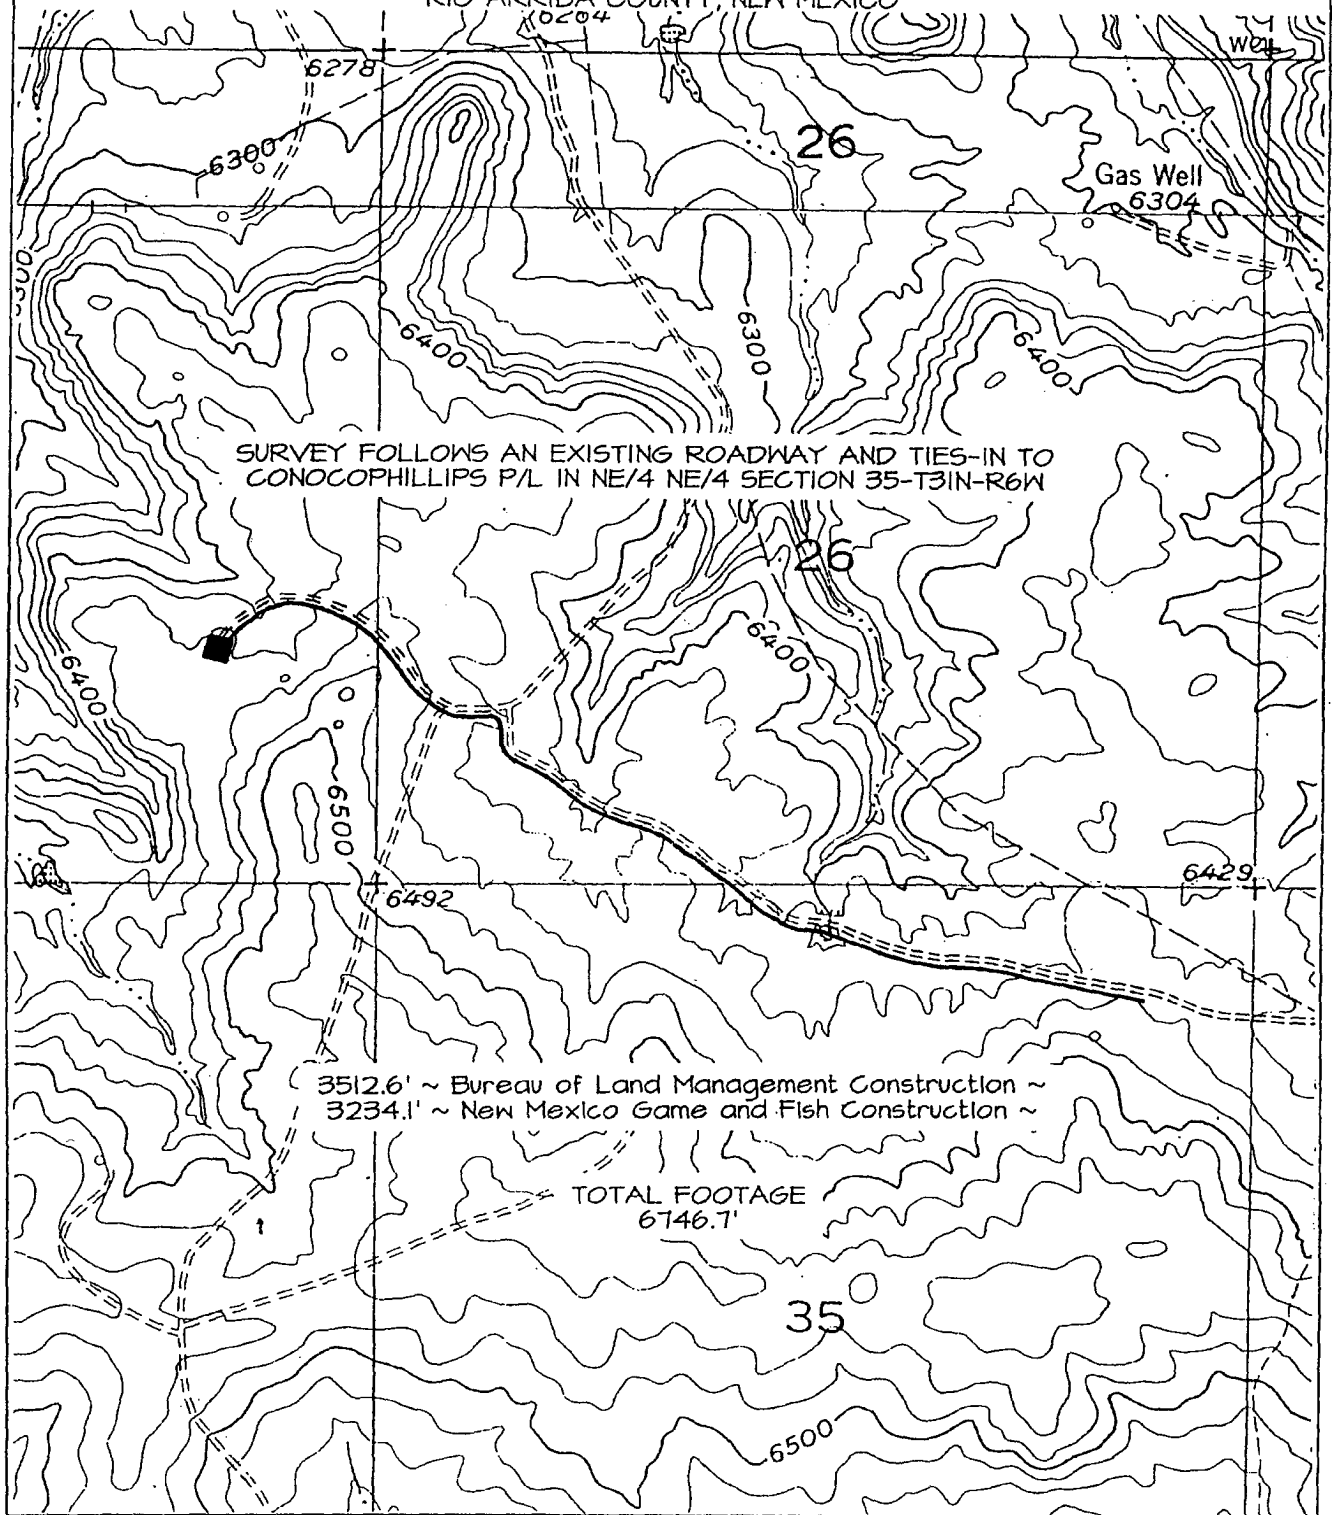 RIO ARRIBA COUNTY, NEW MEXICO
6204
6278
6300
26
Gas Well
6304
6300
6400
6300
6400
SURVEY FOLLOWS AN EXISTING ROADWAY AND TIES-IN TO
CONOCOPHILLIPS P/L IN NE/4 NE/4 SECTION 35-T31N-R6W
26
6400
6400
6500
6429
6492
3512.6' ~ Bureau of Land Management Construction ~
3234.1' ~ New Mexico Game and Fish Construction ~
TOTAL FOOTAGE
6746.7'
35
6500